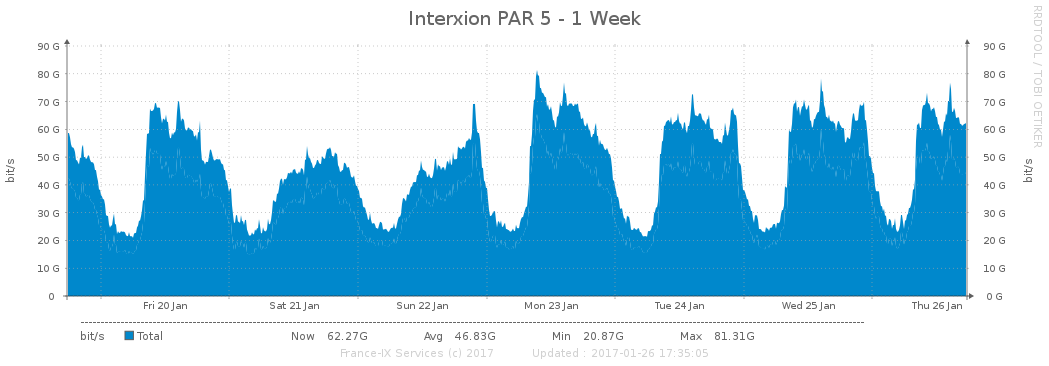 Interxion PAR 5 - 1 Week
RRDTOOL / TOBI OETIKER
90 G 90 G
80 G 80 G
70 G 70 G
60 G 60 G
50 G 50 G
40 G 40 G
30 G 30 G
20 G 20 G
10 G 10 G
0 0 G
bit/s bit/s
Fri 20 Jan Sat 21 Jan Sun 22 Jan Mon 23 Jan Tue 24 Jan Wed 25 Jan Thu 26 Jan
bit/s Total Now 62.27G Avg 46.83G Min 20.87G Max 81.31G
France-IX Services (c) 2017 Updated : 2017-01-26 17:35:05